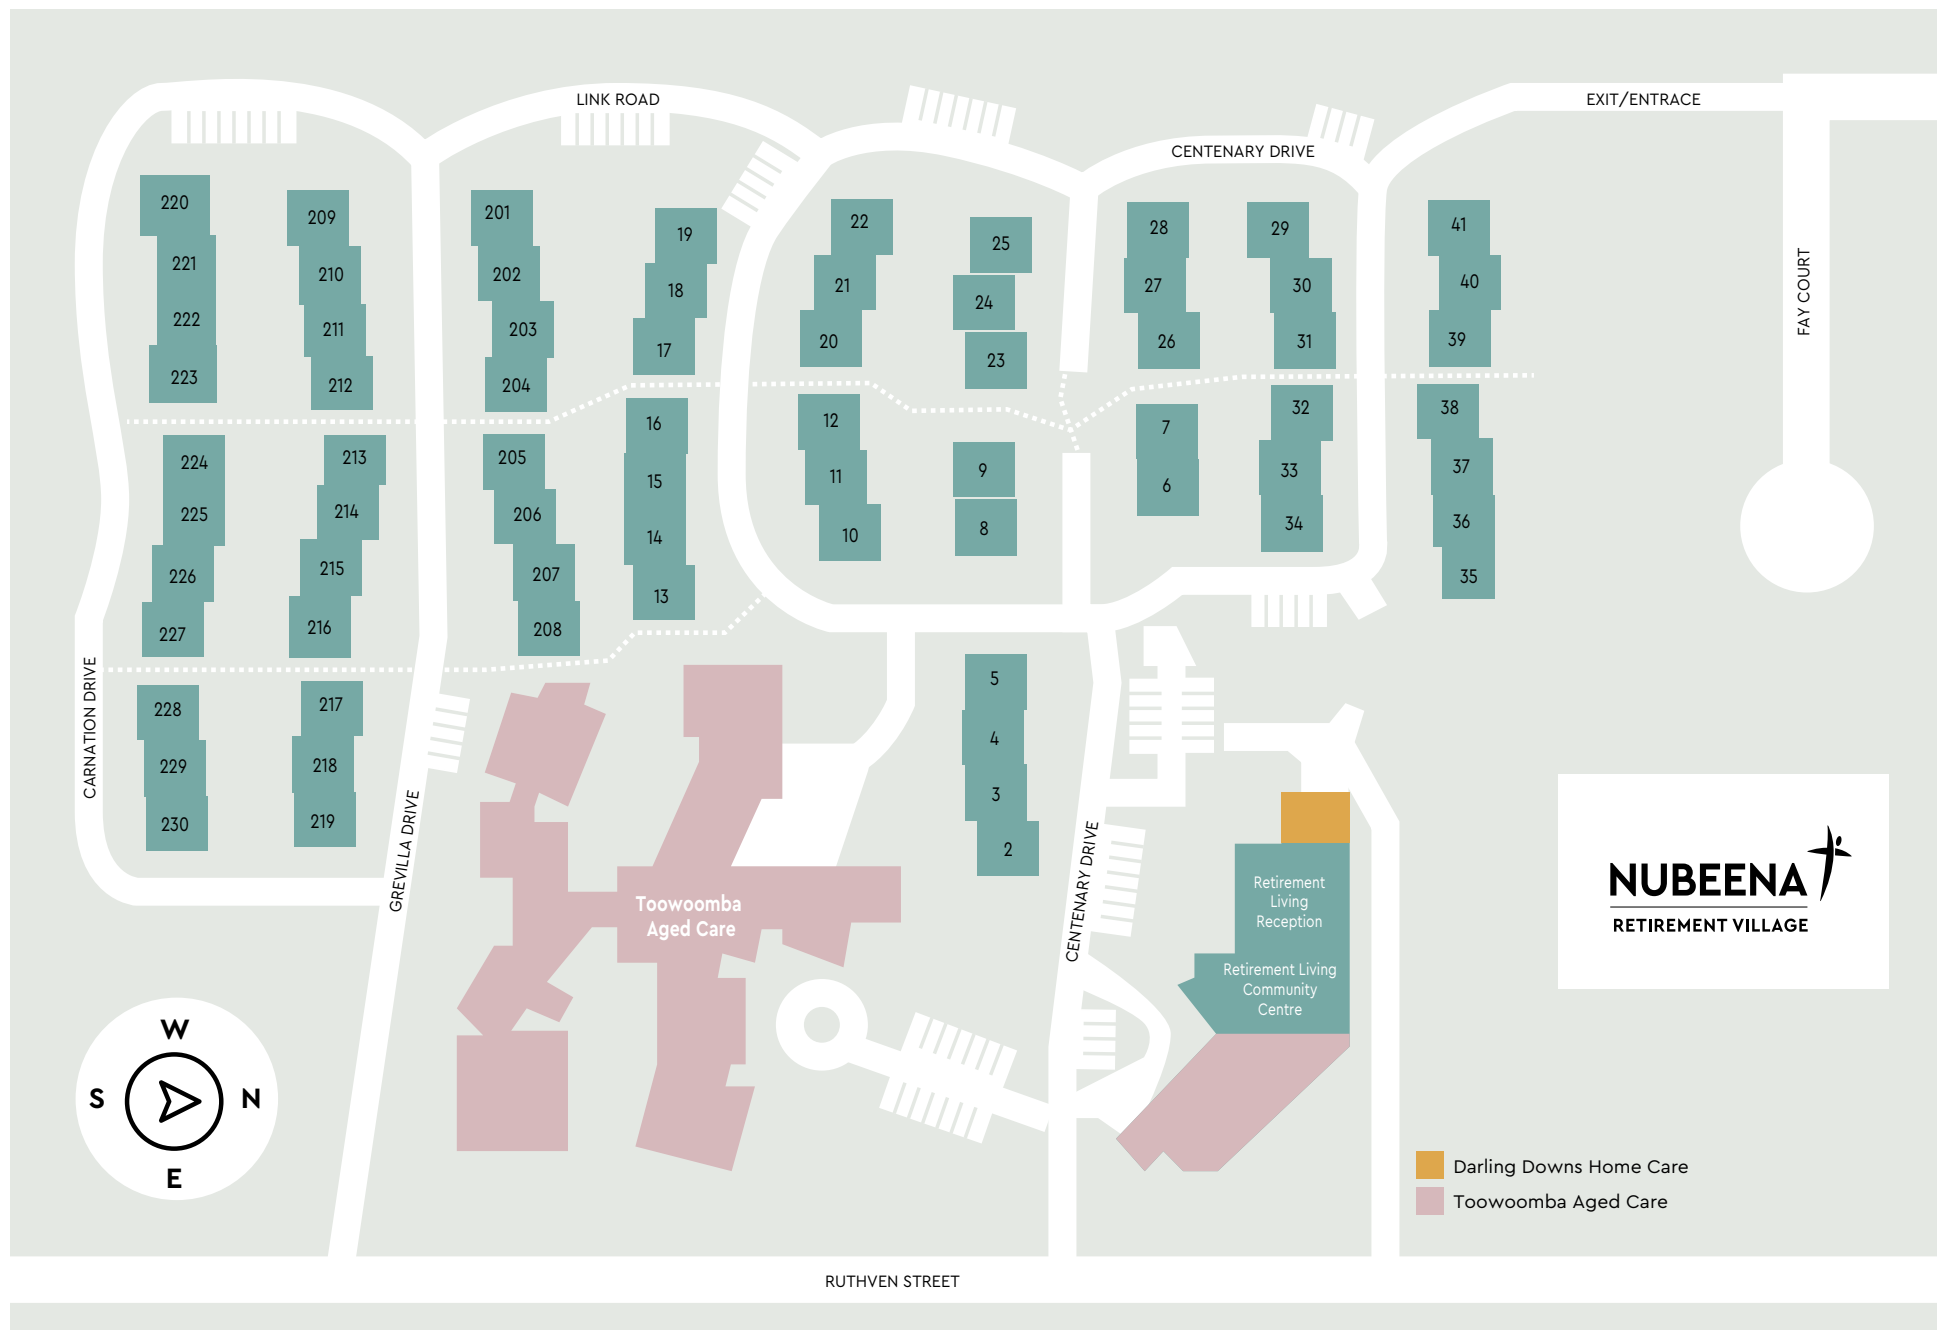 LINK ROAD
EXIT/ENTRACE
CENTENARY DRIVE
FAY COURT
220
221
222
223
209
210
211
212
201
202
203
204
19
18
17
22
21
20
25
24
23
28
27
26
29
30
31
41
40
39
224
225
226
227
213
214
215
216
205
206
207
208
16
15
14
13
12
11
10
9
8
7
6
32
33
34
38
37
36
35
228
229
230
217
218
219
5
4
3
2
CARNATION DRIVE
GREVILLA DRIVE
CENTENARY DRIVE
Toowoomba
Aged Care
Retirement
Living
Reception
Retirement Living
Community
Centre
NUBEENA
RETIREMENT VILLAGE
W
S
N
E
Darling Downs Home Care
Toowoomba Aged Care
RUTHVEN STREET